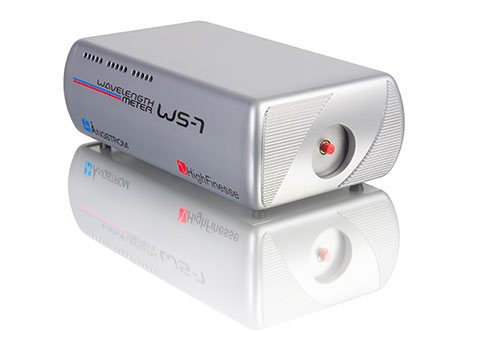 WAVELENGTH
METER WS-7
ÅNGSTROM
HighFinesse